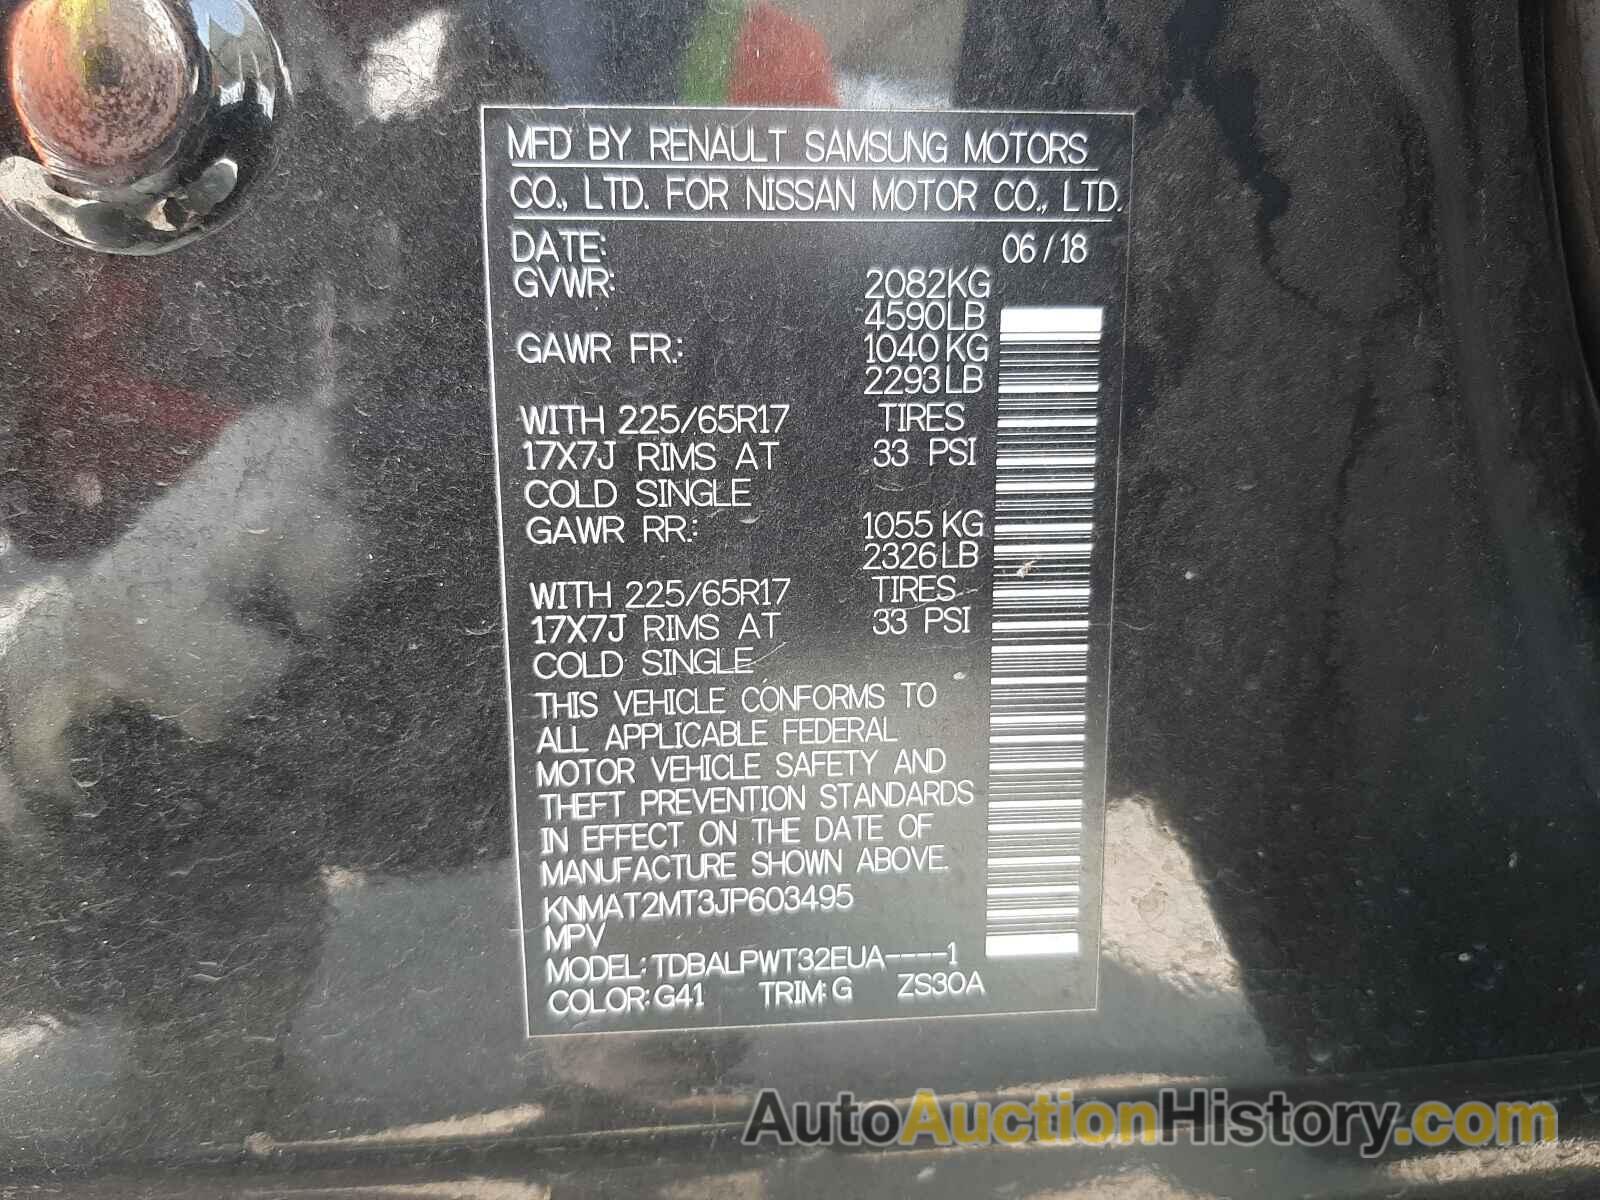 MFD BY RENAULT SAMSUNG MOTORS
CO., LTD. FOR NISSAN MOTOR CO., LTD.
DATE: 06/18
GVWR: 2082KG
4590LB
GAWR FR.: 1040KG
2293LB
WITH 225/65R17 TIRES
17X7J RIMS AT 33 PSI
COLD SINGLE
GAWR RR.: 1055KG
2326LB
WITH 225/65R17 TIRES
17X7J RIMS AT 33 PSI
COLD SINGLE
THIS VEHICLE CONFORMS TO
ALL APPLICABLE FEDERAL
MOTOR VEHICLE SAFETY AND
THEFT PREVENTION STANDARDS
IN EFFECT ON THE DATE OF
MANUFACTURE SHOWN ABOVE.
KNMAT2MT3JP603495
MPV
MODEL: TDBALPWT32EUA----1
COLOR: G41 TRIM: G ZS30A
AutoAuctionHistory.com